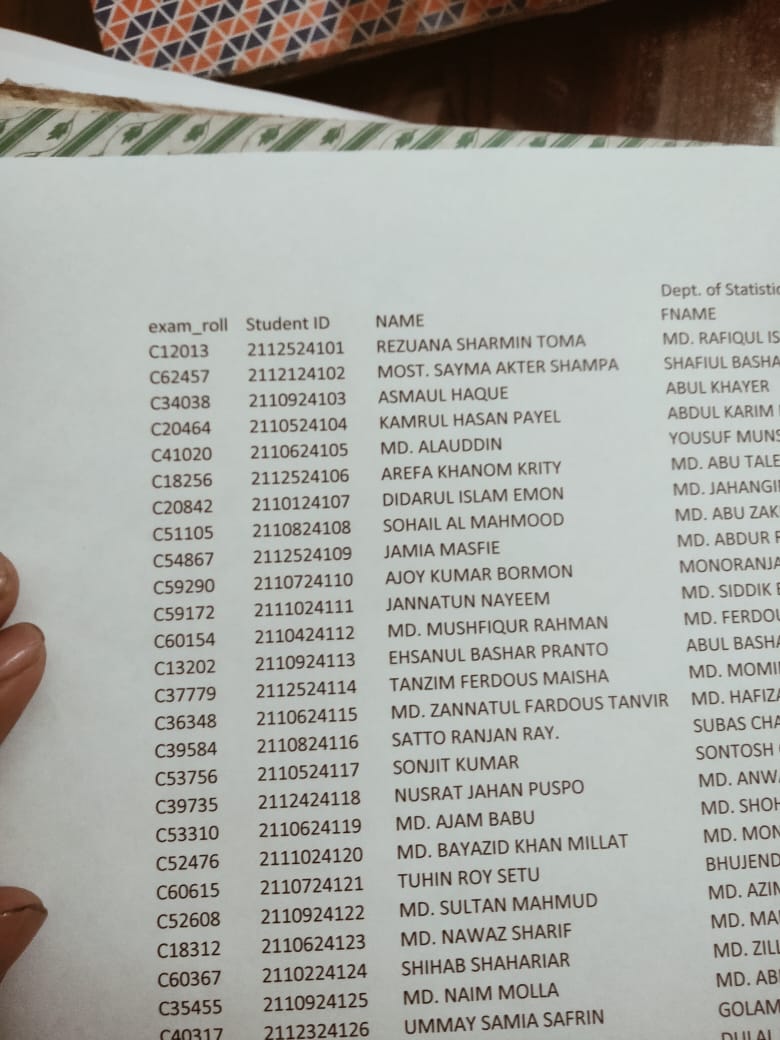 Dept. of Statistic
exam_roll Student ID NAME FNAME
C12013 2112524101 REZUANA SHARMIN TOMA MD. RAFIQUL IS
C62457 2112124102 MOST. SAYMA AKTER SHAMPA SHAFIUL BASHA
C34038 2110924103 ASMAUL HAQUE ABUL KHAYER
C20464 2110524104 KAMRUL HASAN PAYEL ABDUL KARIM
C41020 2110624105 MD. ALAUDDIN YOUSUF MUNS
C18256 2112524106 AREFA KHANOM KRITY MD. ABU TALE
C20842 2110124107 DIDARUL ISLAM EMON MD. JAHANGI
C51105 2110824108 SOHAIL AL MAHMOOD MD. ABU ZAK
C54867 2112524109 JAMIA MASFIE MD. ABDUR
C59290 2110724110 AJOY KUMAR BORMON MONORANJA
C59172 2111024111 JANNATUN NAYEEM MD. SIDDIK
C60154 2110424112 MD. MUSHFIQUR RAHMAN MD. FERDOU
C13202 2110924113 EHSANUL BASHAR PRANTO ABUL BASHA
C37779 2112524114 TANZIM FERDOUS MAISHA MD. MOMI
C36348 2110624115 MD. ZANNATUL FARDOUS TANVIR MD. HAFIZA
C39584 2110824116 SATTO RANJAN RAY. SUBAS CHA
C53756 2110524117 SONJIT KUMAR SONTOSH
C39735 2112424118 NUSRAT JAHAN PUSPO MD. ANWA
C53310 2110624119 MD. AJAM BABU MD. SHOH
C52476 2111024120 MD. BAYAZID KHAN MILLAT MD. MON
C60615 2110724121 TUHIN ROY SETU BHUJEND
C52608 2110924122 MD. SULTAN MAHMUD MD. AZI
C18312 2110624123 MD. NAWAZ SHARIF MD. MA
C60367 2110224124 SHIHAB SHAHARIAR MD. ZILL
C35455 2110924125 MD. NAIM MOLLA MD. AB
C40317 2112324126 UMMAY SAMIA SAFRIN GOLAM
DULAL